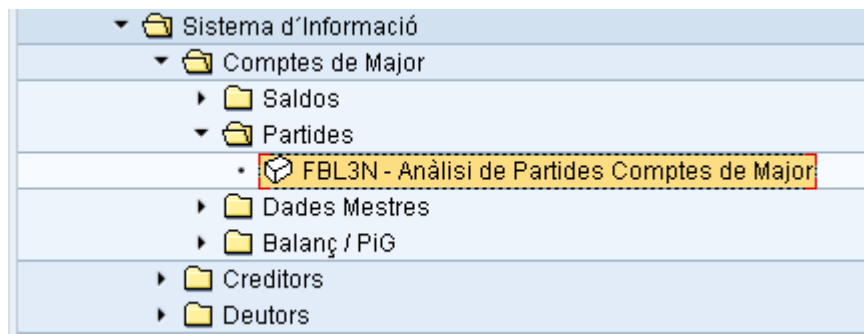 Sistema d´Informació
Comptes de Major
Saldos
Partides
FBL3N - Anàlisi de Partides Comptes de Major
Dades Mestres
Balanç / PiG
Creditors
Deutors